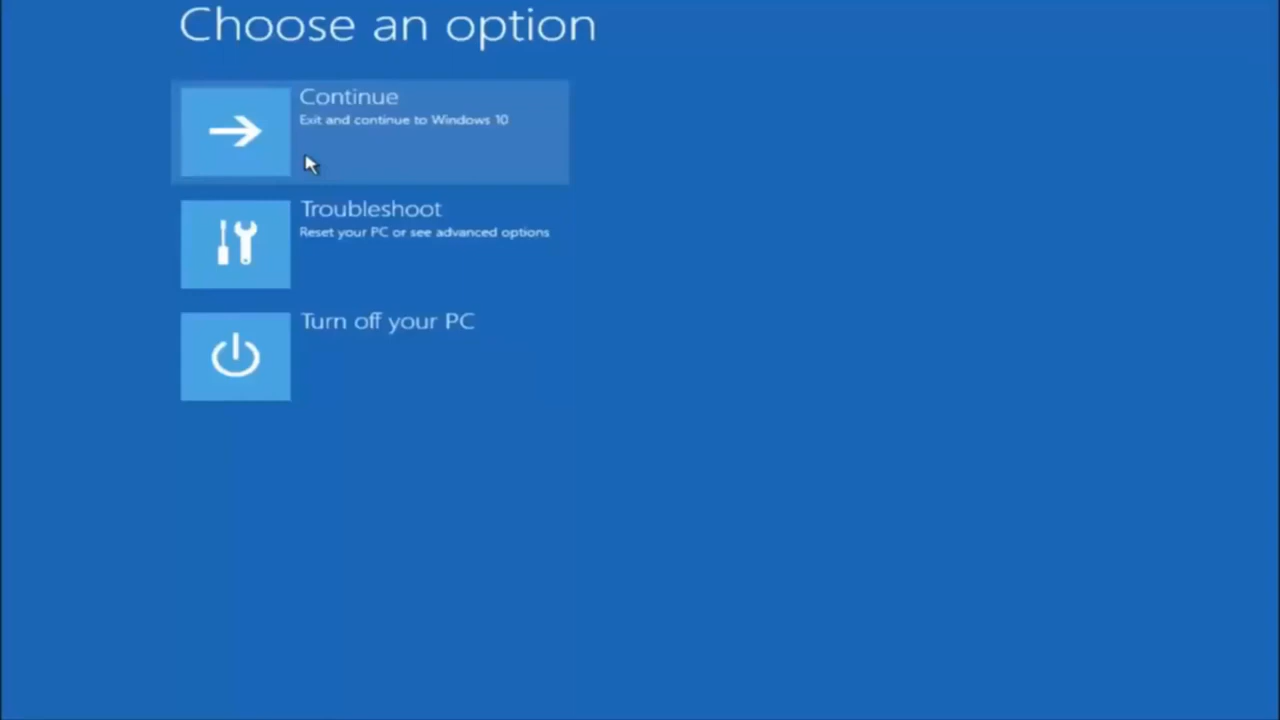 Choose an option
Continue
Exit and continue to Windows 10
Troubleshoot
Reset your PC or see advanced options
Turn off your PC